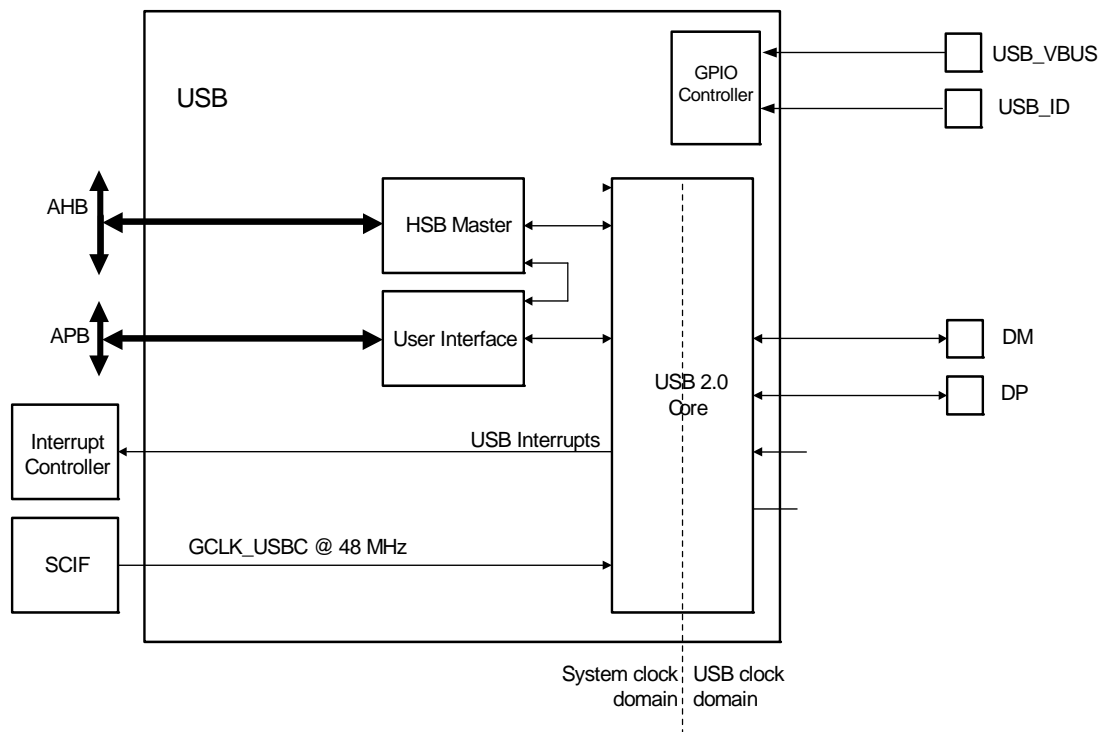 USB_VBUS
GPIO
Controller
USB
USB_ID
AHB
HSB Master
APB
User Interface
DM
USB 2.0
Core
DP
Interrupt
Controller
USB Interrupts
GCLK_USBC @ 48 MHz
SCIF
System clock
domain
USB clock
domain